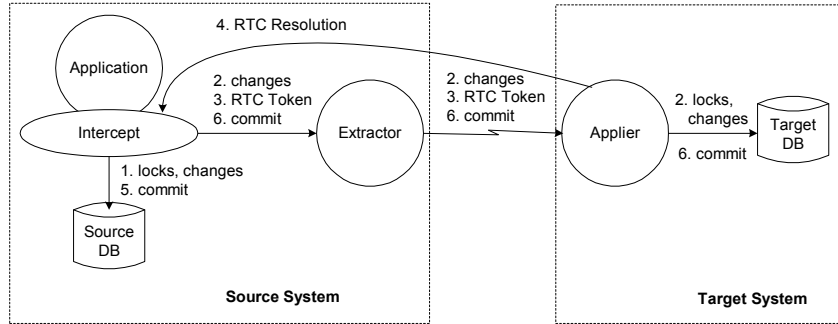 4. RTC Resolution
Application
Intercept
2. changes
3. RTC Token
6. commit
Extractor
2. changes
3. RTC Token
6. commit
Applier
2. locks,
changes
6. commit
Target
DB
1. locks, changes
5. commit
Source
DB
Source System
Target System